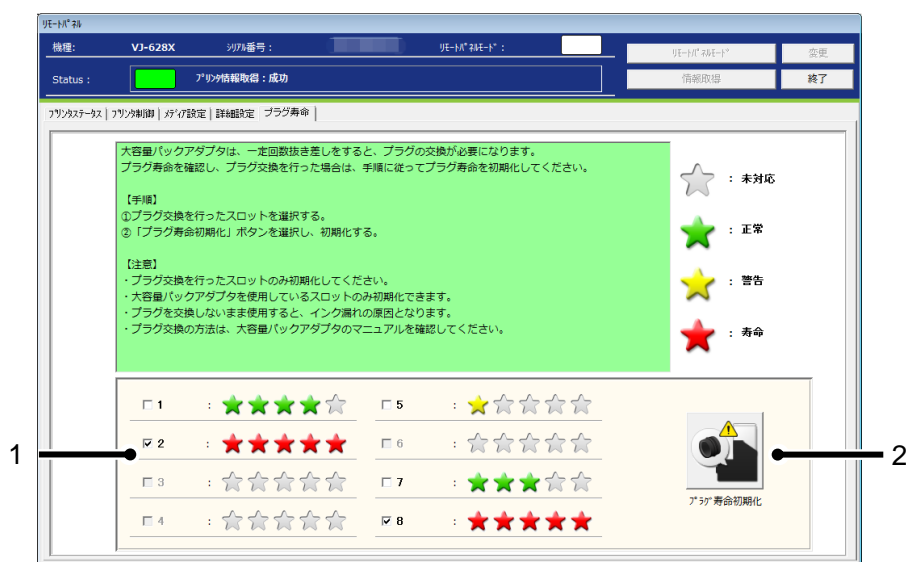 リモートパネル
機種: VJ-628X シリアル番号: リモートパネルモード:
リモートパネルモード 変更
Status: プリンタ情報取得:成功
情報取得 終了
プリンタステータス プリンタ制御 メディア設定 詳細設定 プラグ寿命
大容量パックアダプタは、一定回数抜き差しをすると、プラグの交換が必要になります。
プラグ寿命を確認し、プラグ交換を行った場合は、手順に従ってプラグ寿命を初期化してください。
【手順】
①プラグ交換を行ったスロットを選択する。
②「プラグ寿命初期化」ボタンを選択し、初期化する。
【注意】
・プラグ交換を行ったスロットのみ初期化してください。
・大容量パックアダプタを使用しているスロットのみ初期化できます。
・プラグを交換しないまま使用すると、インク漏れの原因となります。
・プラグ交換の方法は、大容量パックアダプタのマニュアルを確認してください。
: 未対応
: 正常
: 警告
: 寿命
1 : 5 :
2 : 6 :
3 : 7 :
4 : 8 :
プラグ寿命初期化
1
2